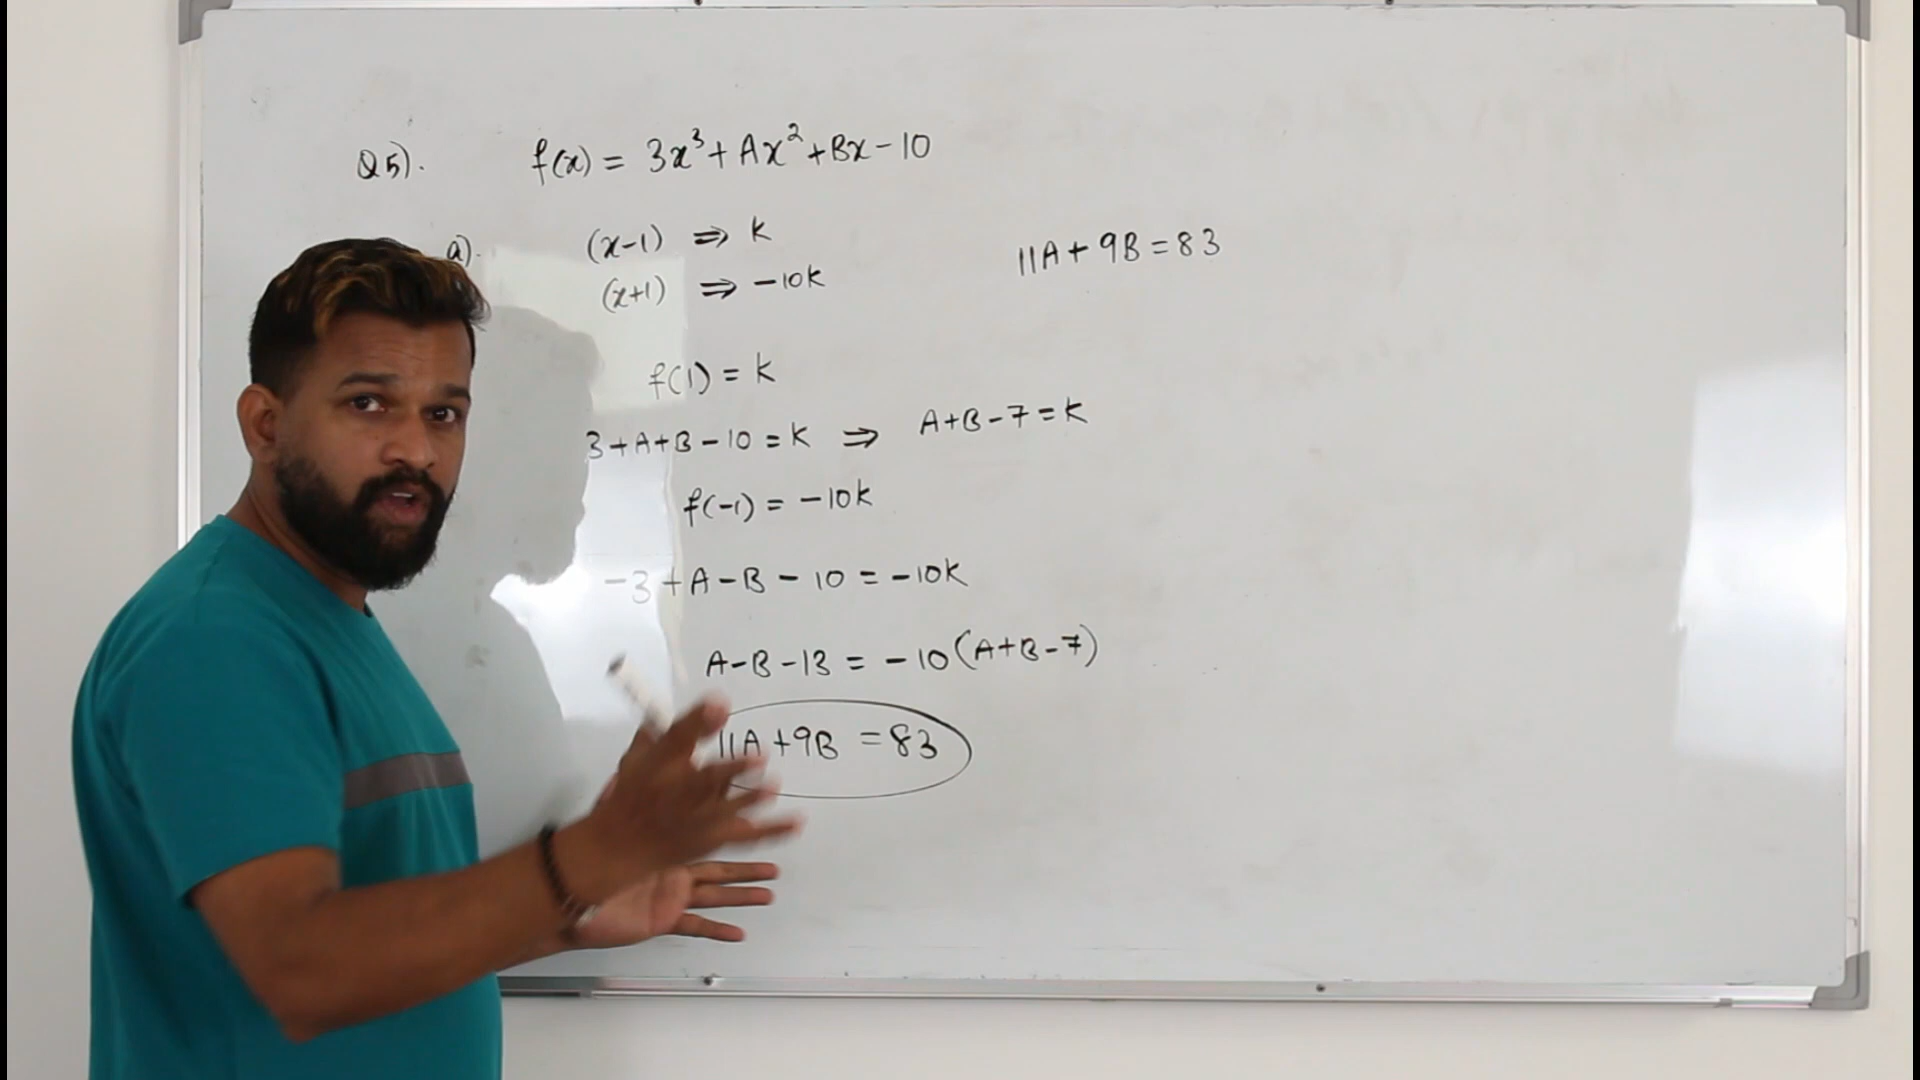 Q5). f(x) = 3x³ + Ax² + Bx - 10
a). (x-1) ⇒ k
11A + 9B = 83
(x+1) ⇒ -10k
f(1) = k
3 + A + B - 10 = k ⇒ A + B - 7 = k
f(-1) = -10k
-3 + A - B - 10 = -10k
A - B - 13 = -10(A + B - 7)
11A + 9B = 83